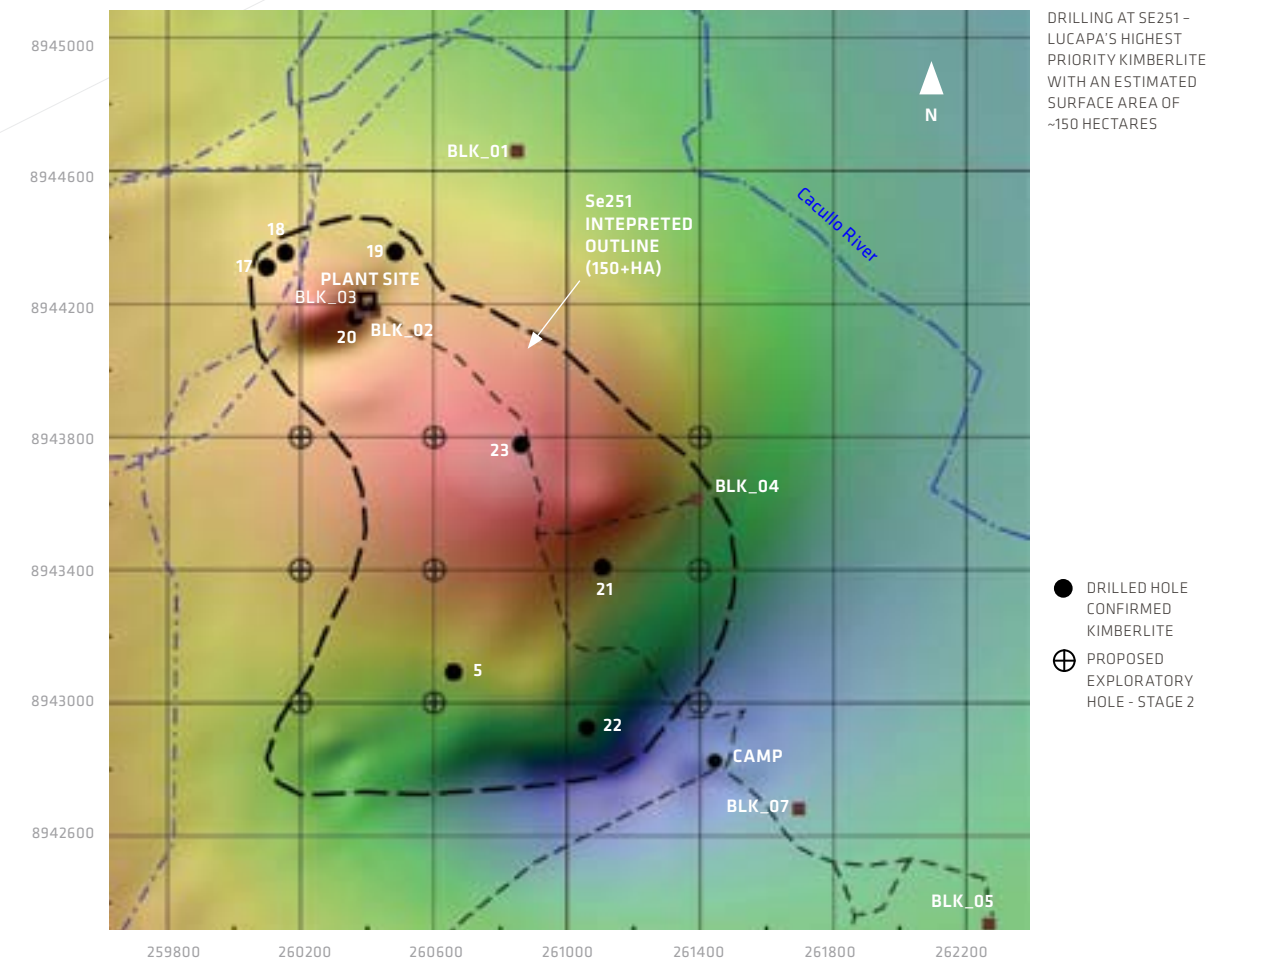 DRILLING AT SE251 –
LUCAPA'S HIGHEST
PRIORITY KIMBERLITE
WITH AN ESTIMATED
SURFACE AREA OF
~150 HECTARES
8945000
8944600
8944200
8943800
8943400
8943000
8942600
N
BLK_01
Se251
INTEPRETED
OUTLINE
(150+HA)
Cacullo River
18
17
19
PLANT SITE
BLK_03
BLK_02
20
23
BLK_04
21
5
22
CAMP
BLK_07
BLK_05
DRILLED HOLE
CONFIRMED
KIMBERLITE
PROPOSED
EXPLORATORY
HOLE - STAGE 2
259800
260200
260600
261000
261400
261800
262200